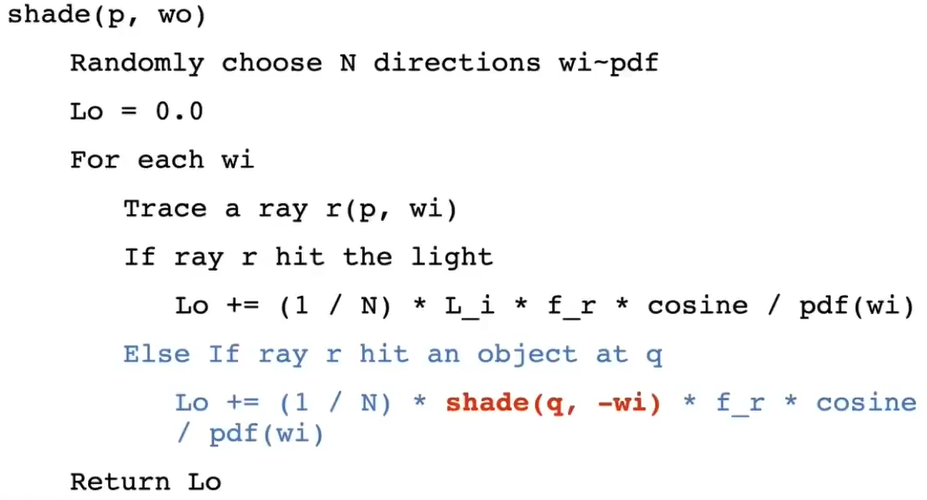 shade(p, wo)
Randomly choose N directions wi~pdf
Lo = 0.0
For each wi
Trace a ray r(p, wi)
If ray r hit the light
Lo += (1 / N) * L_i * f_r * cosine / pdf(wi)
Else If ray r hit an object at q
Lo += (1 / N) * shade(q, -wi) * f_r * cosine
/ pdf(wi)
Return Lo